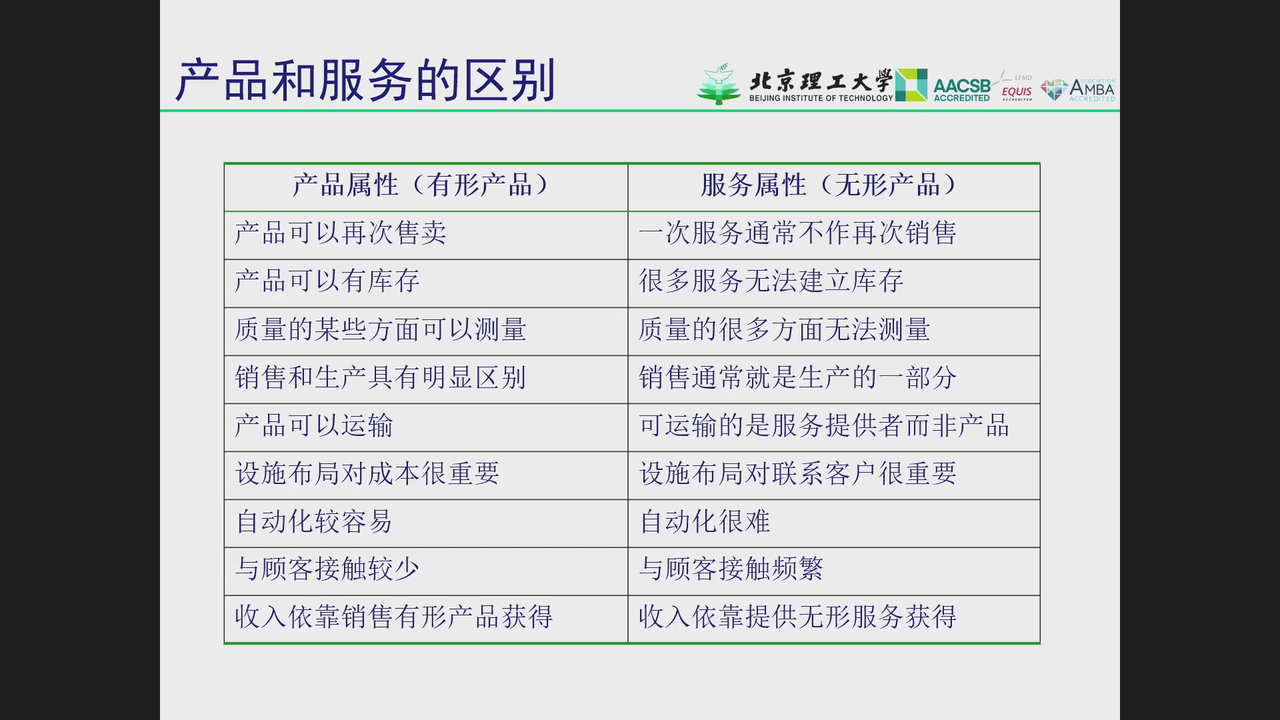 产品和服务的区别
北京理工大学
BEIJING INSTITUTE OF TECHNOLOGY
AACSB
ACCREDITED
EFMD
EQUIS
ACCREDITED
ASSOCIATION
AMBA
ACCREDITED
产品属性（有形产品） 服务属性（无形产品）
产品可以再次售卖 一次服务通常不作再次销售
产品可以有库存 很多服务无法建立库存
质量的某些方面可以测量 质量的很多方面无法测量
销售和生产具有明显区别 销售通常就是生产的一部分
产品可以运输 可运输的是服务提供者而非产品
设施布局对成本很重要 设施布局对联系客户很重要
自动化较容易 自动化很难
与顾客接触较少 与顾客接触频繁
收入依靠销售有形产品获得 收入依靠提供无形服务获得